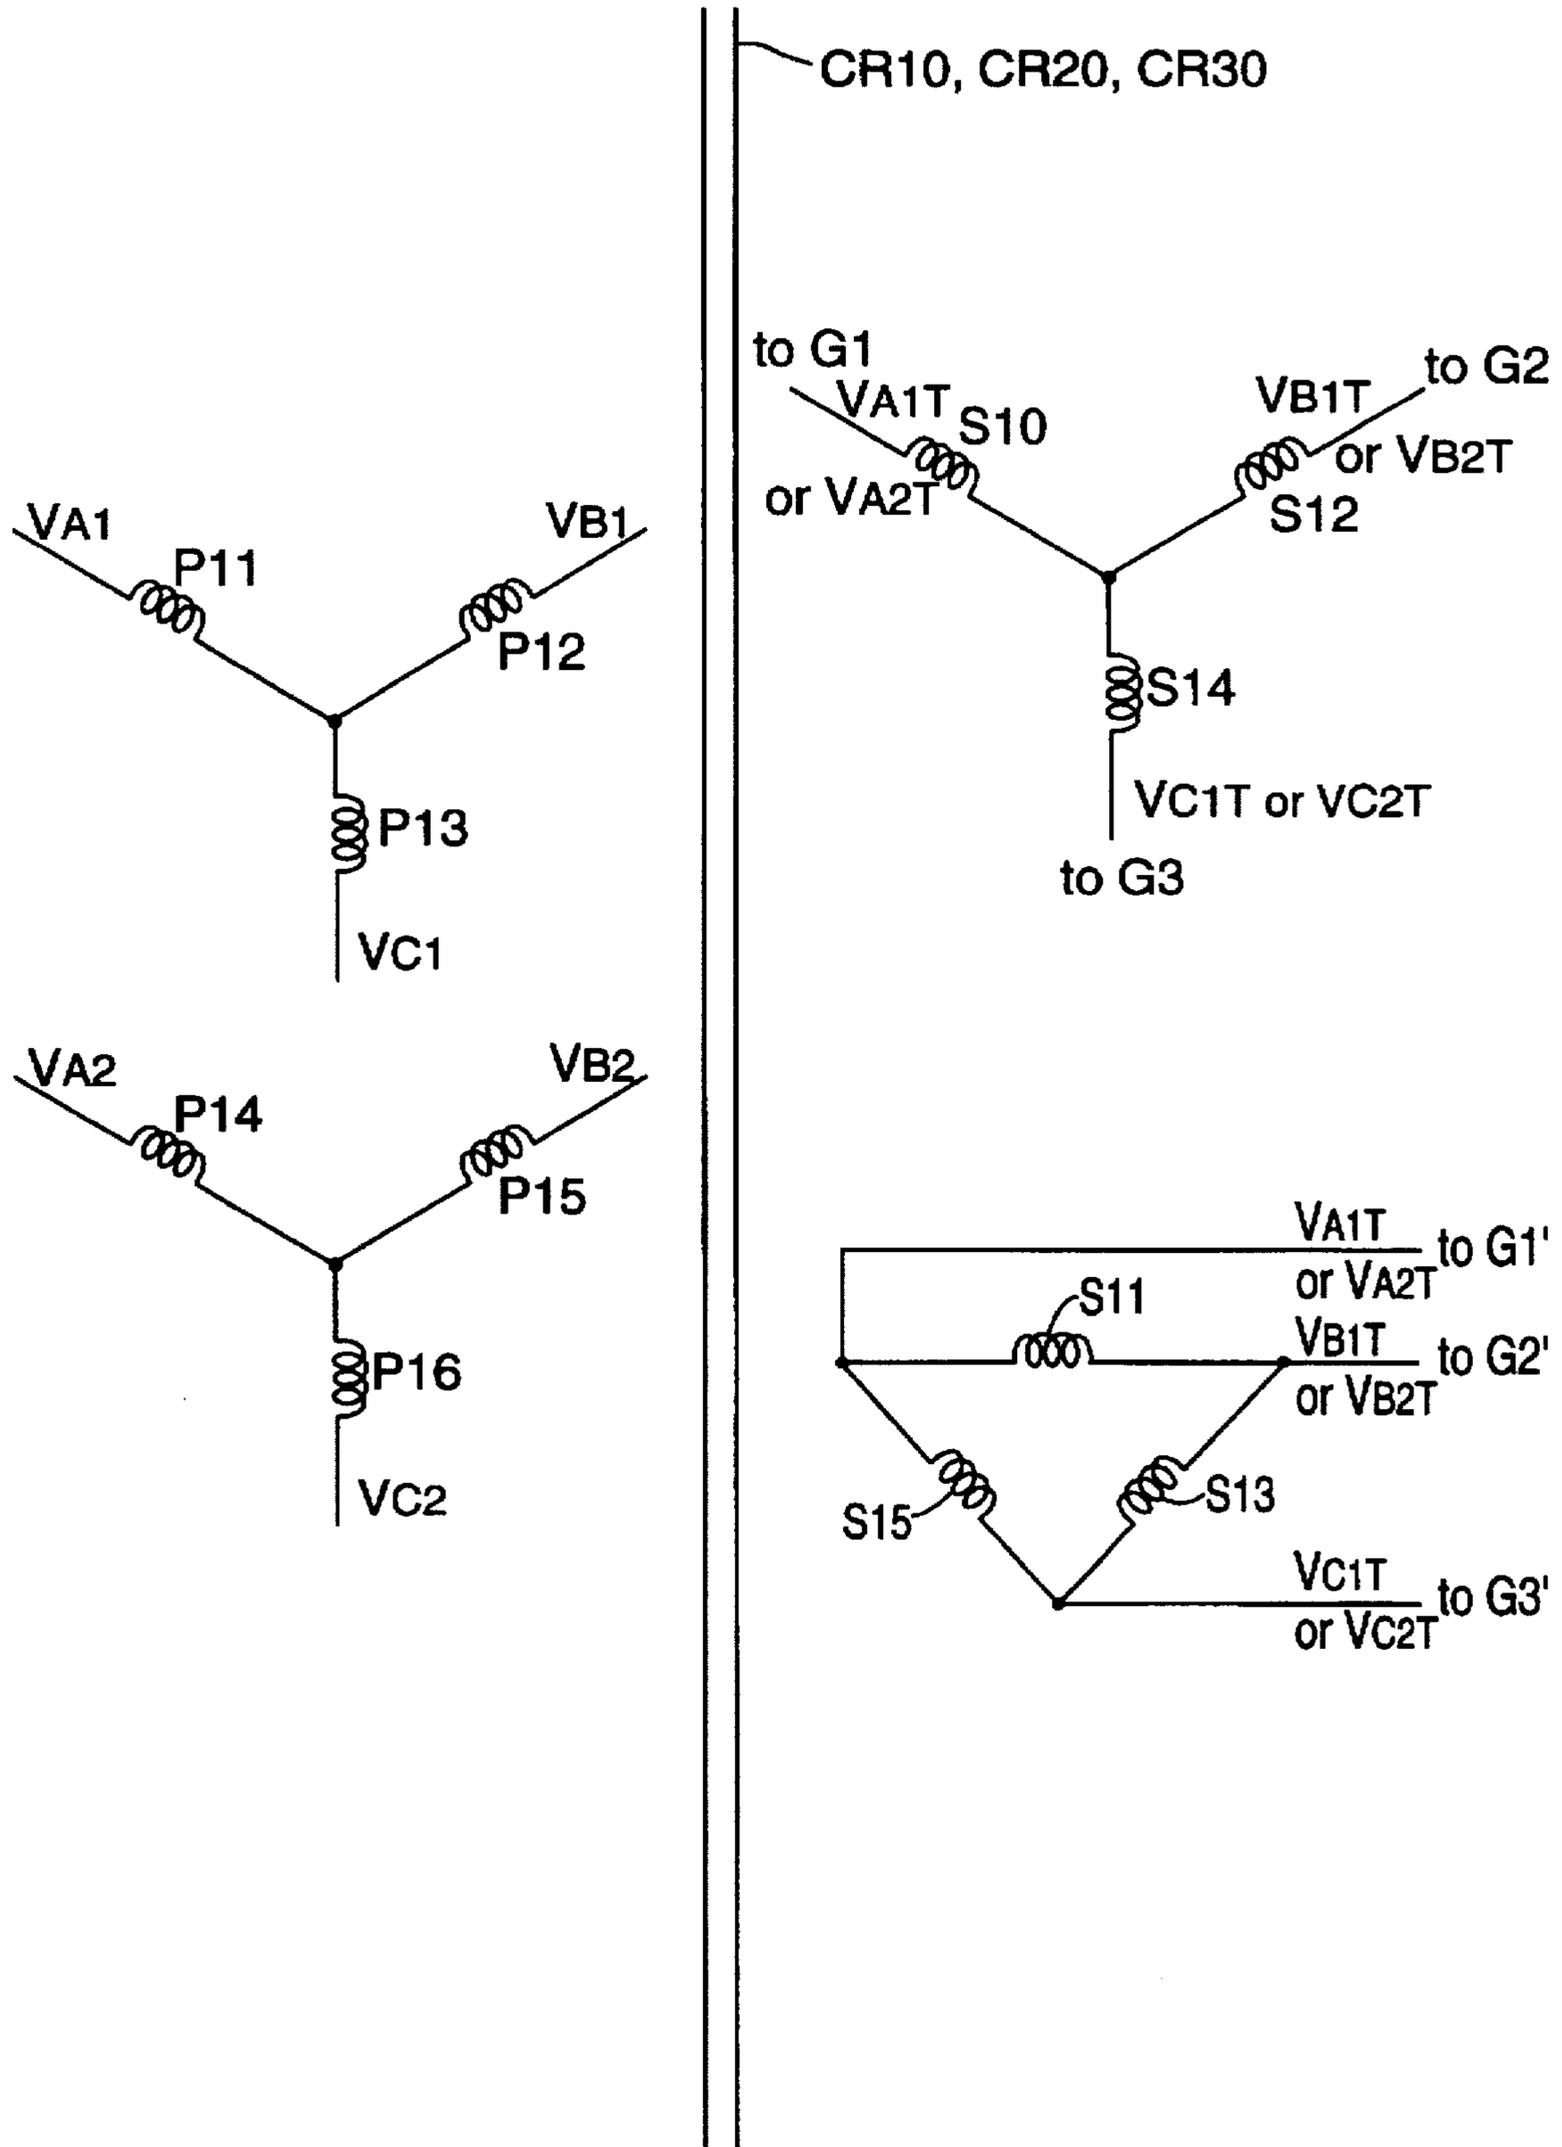 CR10, CR20, CR30
to G1
VA1T
S10
or VA2T
VB1T
to G2
or VB2T
S12
S14
VC1T or VC2T
to G3
VA1
P11
VB1
P12
P13
VC1
VA2
P14
VB2
P15
P16
VC2
VA1T
to G1'
or VA2T
S11
VB1T
to G2'
or VB2T
S15
S13
VC1T
to G3'
or VC2T